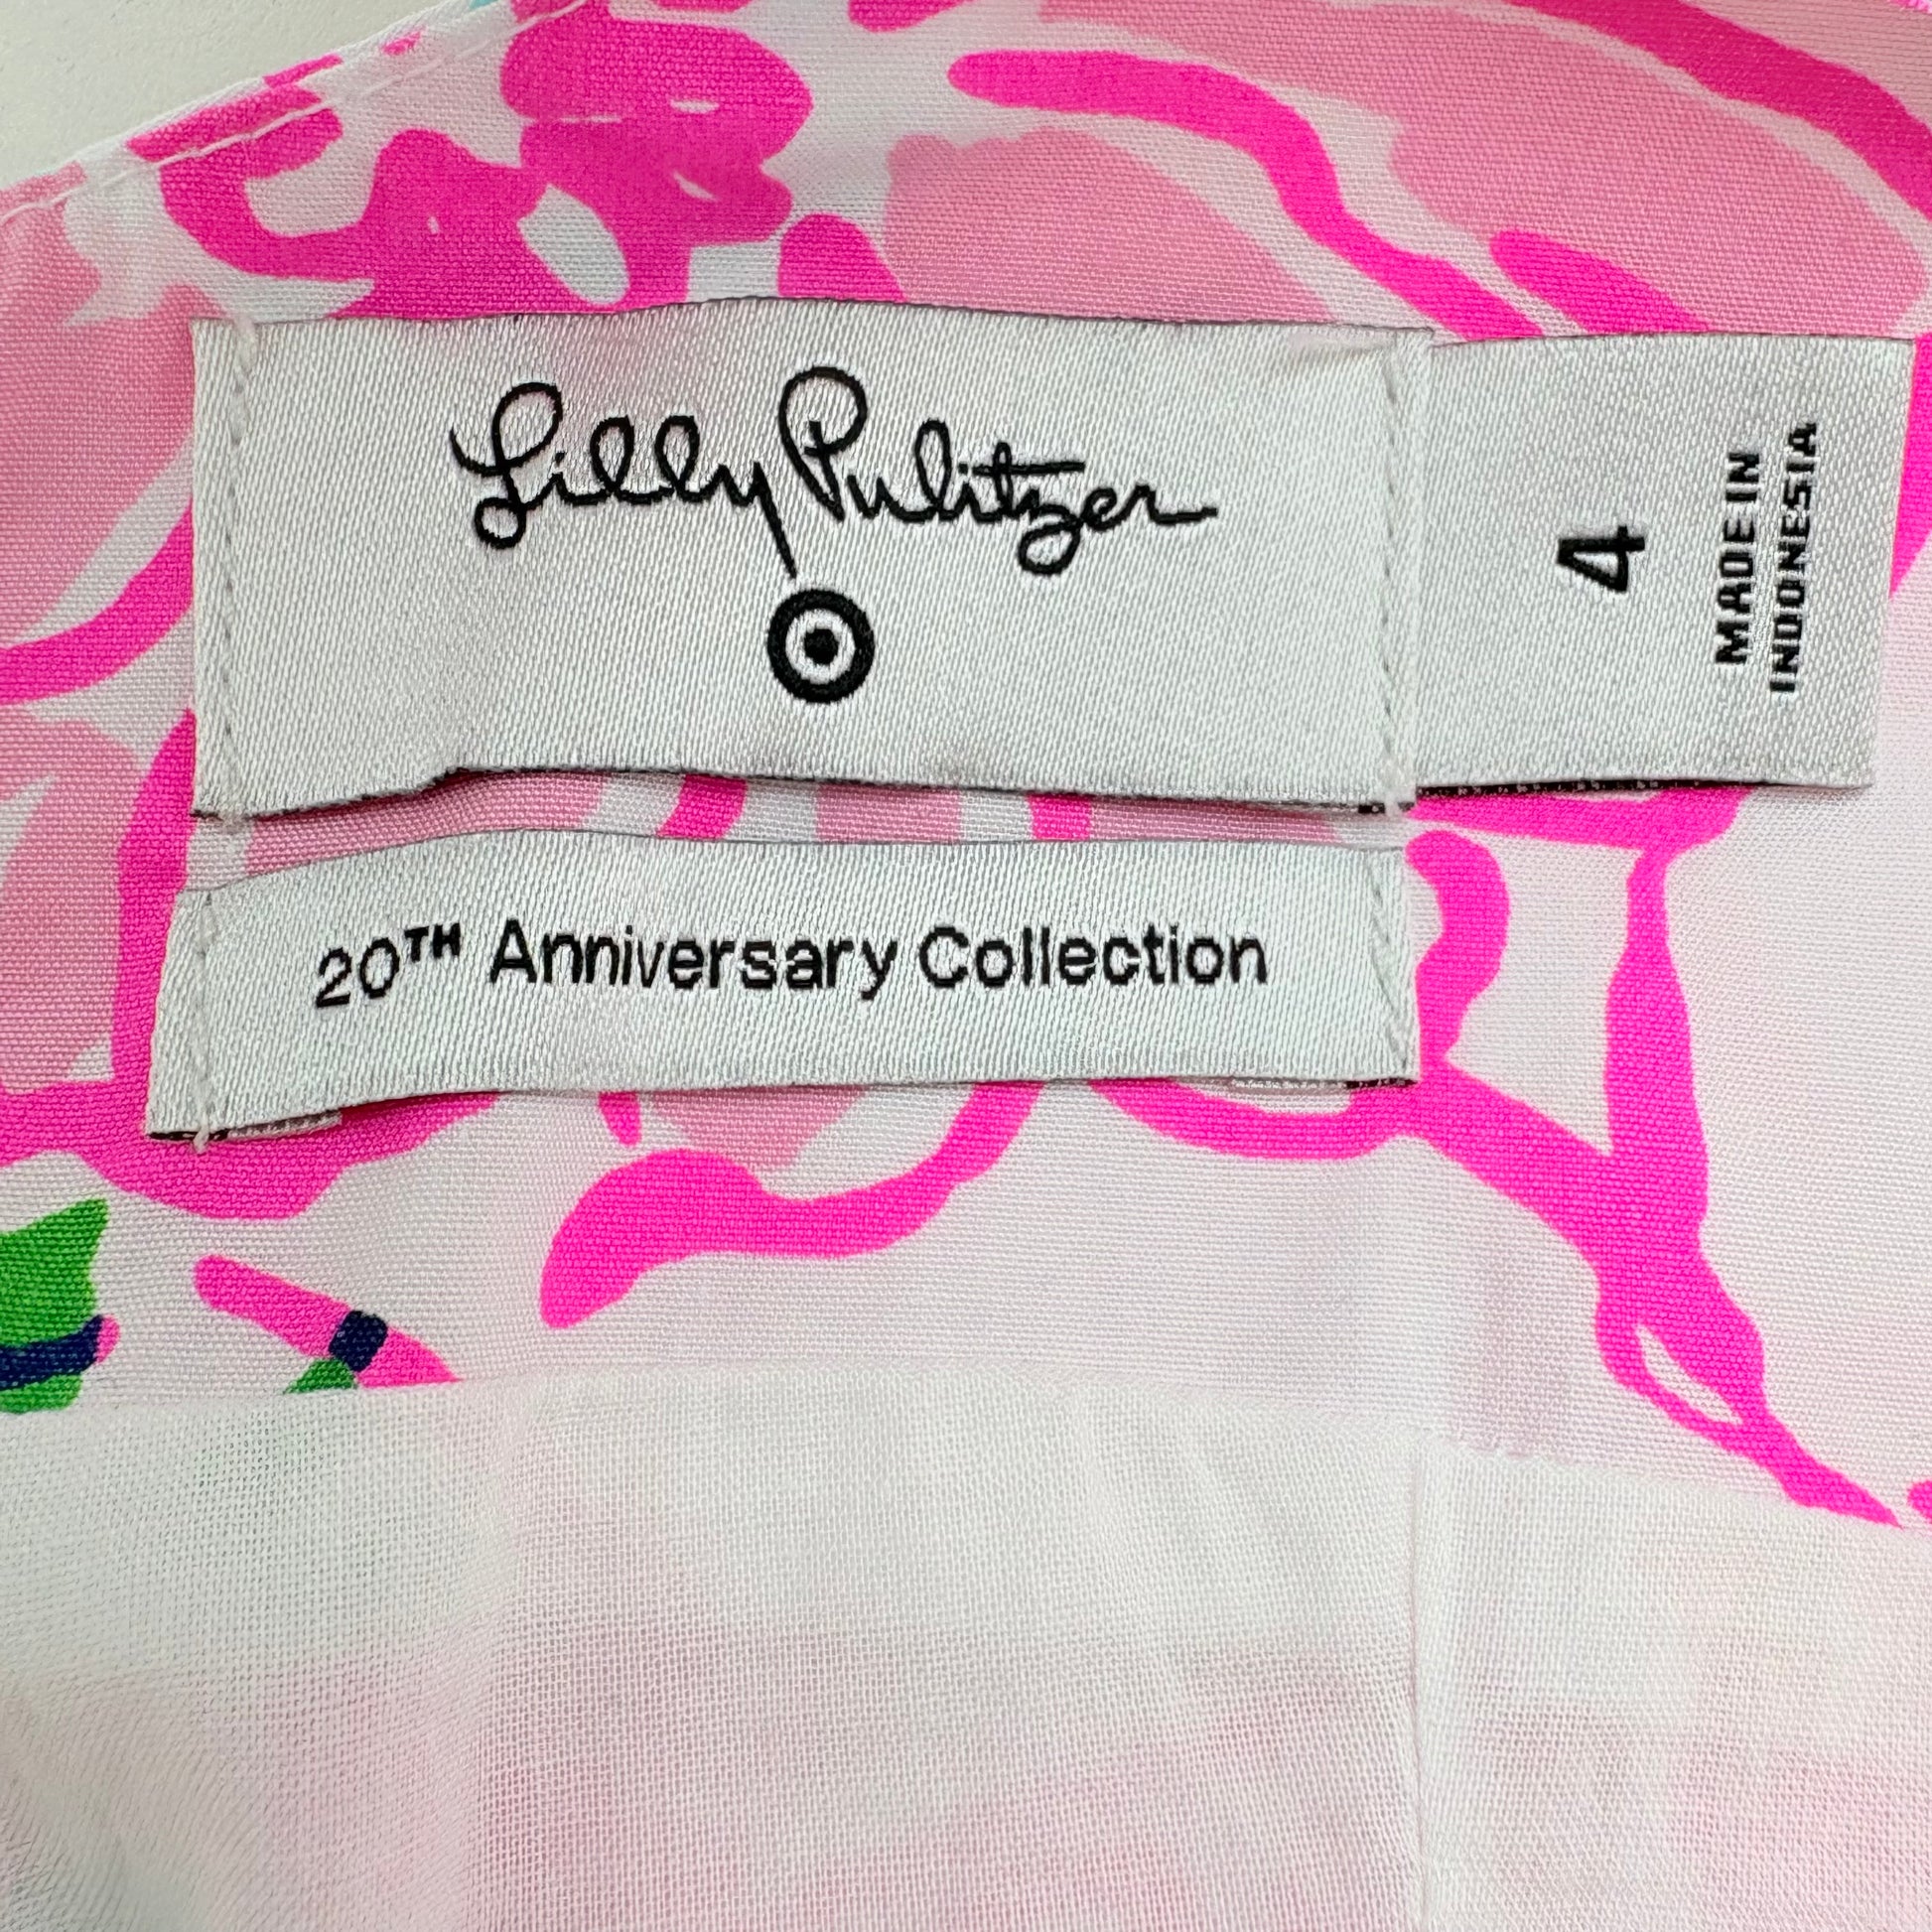 Lilly Pulitzer
4
MADE IN
INDONESIA
20TH Anniversary Collection